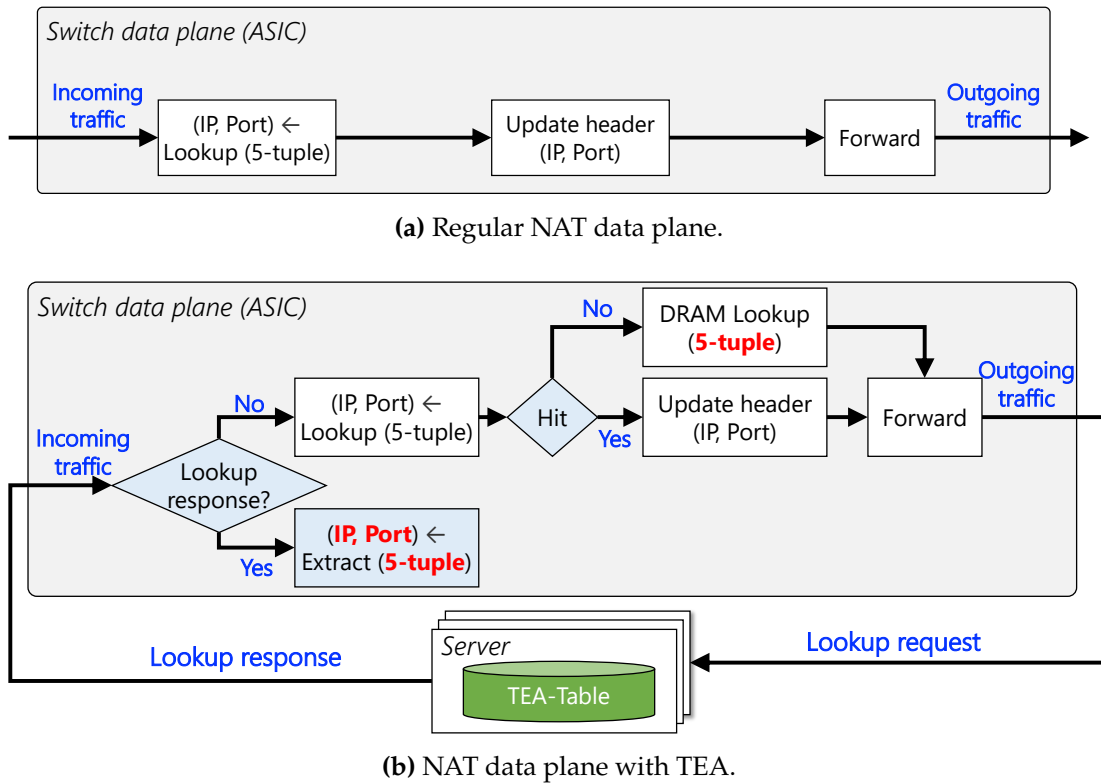 Switch data plane (ASIC)
Incoming
traffic
(IP, Port) ←
Lookup (5-tuple)
Update header
(IP, Port)
Forward
Outgoing
traffic
(a) Regular NAT data plane.
Switch data plane (ASIC)
No
DRAM Lookup
(5-tuple)
Incoming
traffic
Lookup
response?
No
(IP, Port) ←
Lookup (5-tuple)
Hit
Yes
Update header
(IP, Port)
Forward
Outgoing
traffic
Yes
(IP, Port) ←
Extract (5-tuple)
Lookup response
Server
TEA-Table
Lookup request
(b) NAT data plane with TEA.